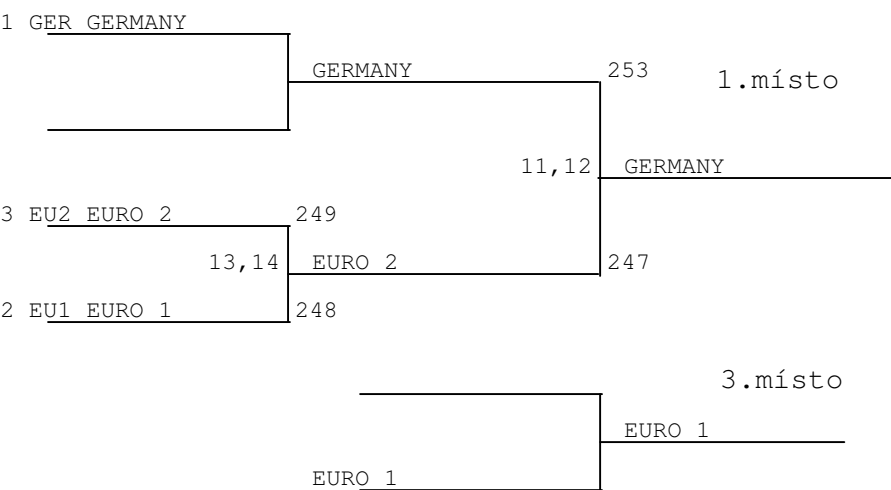 1 GER GERMANY
GERMANY 253
1.místo
11,12 GERMANY
3 EU2 EURO 2 249
13,14 EURO 2 247
2 EU1 EURO 1 248
3.místo
EURO 1
EURO 1